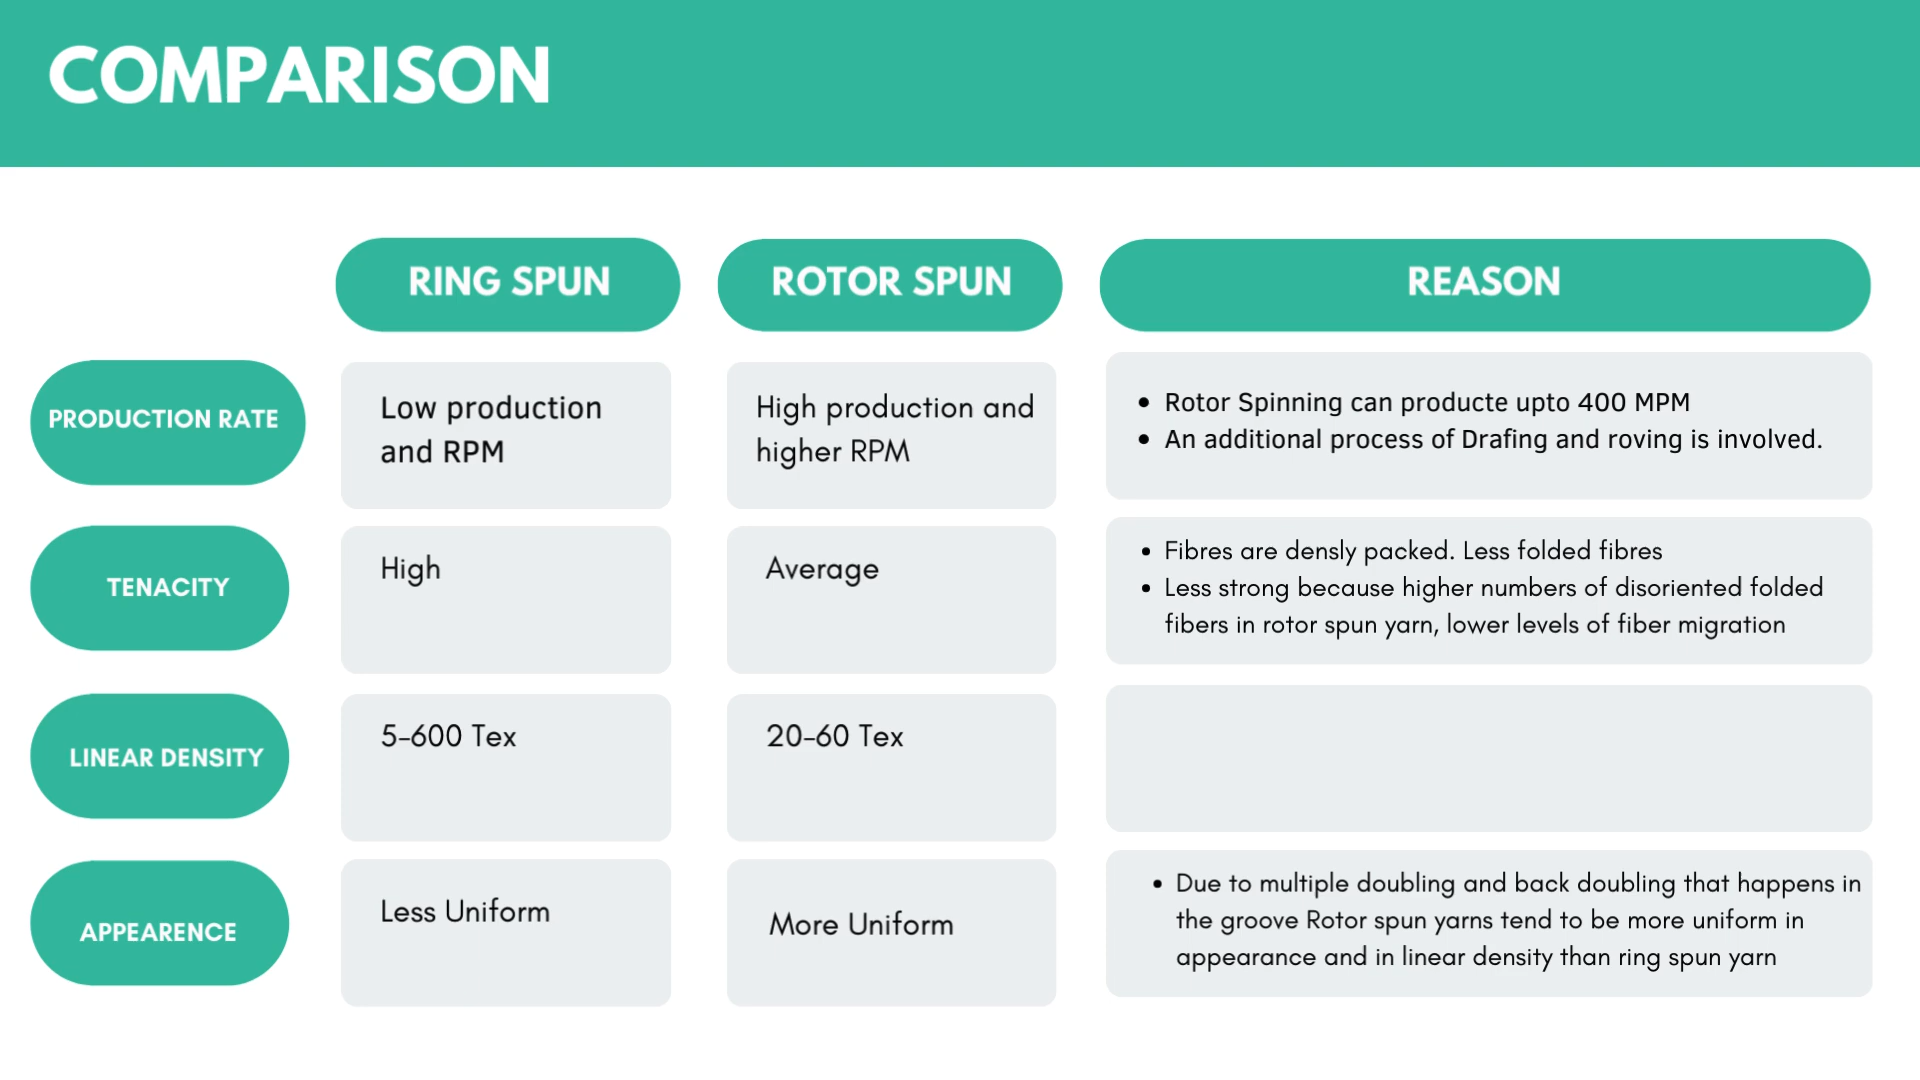 COMPARISON
RING SPUN
ROTOR SPUN
REASON
PRODUCTION RATE
Low production
and RPM
High production and
higher RPM
• Rotor Spinning can producte upto 400 MPM
• An additional process of Drafing and roving is involved.
TENACITY
High
Average
• Fibres are densly packed. Less folded fibres
• Less strong because higher numbers of disoriented folded
fibers in rotor spun yarn, lower levels of fiber migration
LINEAR DENSITY
5-600 Tex
20-60 Tex
APPEARENCE
Less Uniform
More Uniform
• Due to multiple doubling and back doubling that happens in
the groove Rotor spun yarns tend to be more uniform in
appearance and in linear density than ring spun yarn